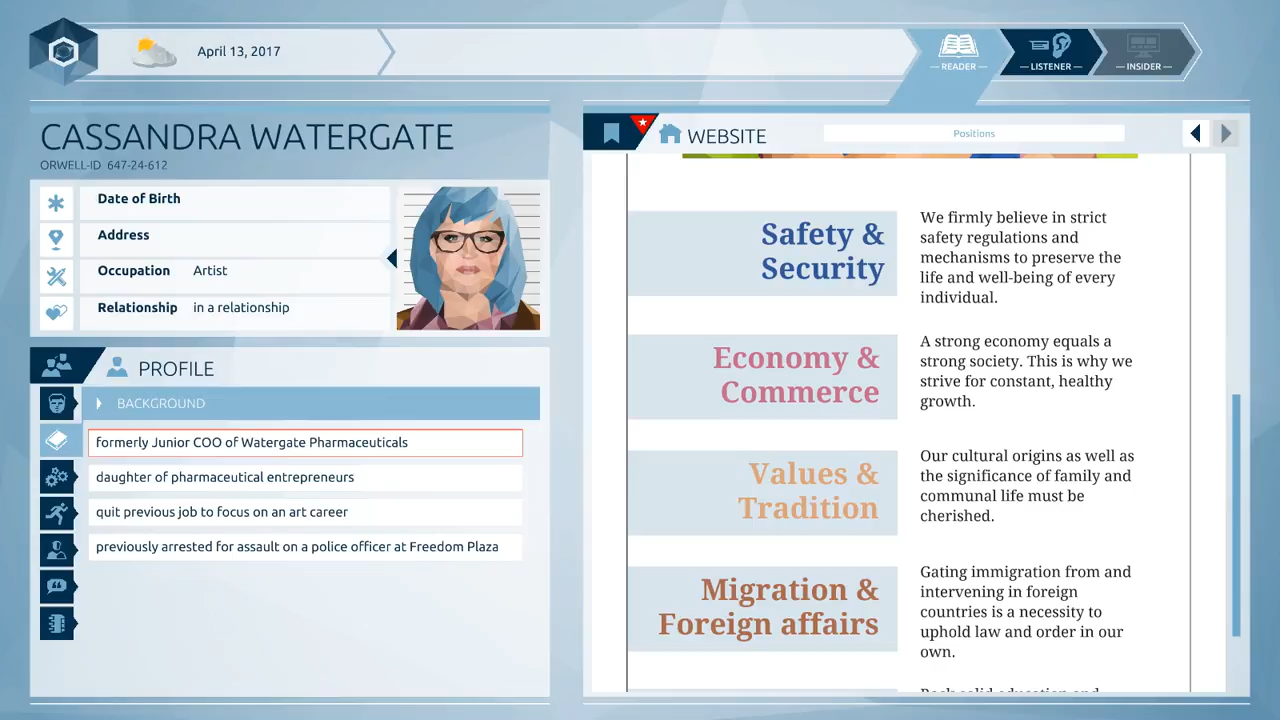 April 13, 2017
READER
LISTENER
INSIDER
CASSANDRA WATERGATE
ORWELL-ID 647-24-612
Date of Birth
Address
Occupation Artist
Relationship in a relationship
PROFILE
BACKGROUND
formerly Junior COO of Watergate Pharmaceuticals
daughter of pharmaceutical entrepreneurs
quit previous job to focus on an art career
previously arrested for assault on a police officer at Freedom Plaza
WEBSITE
Positions
Safety &
Security
We firmly believe in strict
safety regulations and
mechanisms to preserve the
life and well-being of every
individual.
Economy &
Commerce
A strong economy equals a
strong society. This is why we
strive for constant, healthy
growth.
Values &
Tradition
Our cultural origins as well as
the significance of family and
communal life must be
cherished.
Migration &
Foreign affairs
Gating immigration from and
intervening in foreign
countries is a necessity to
uphold law and order in our
own.